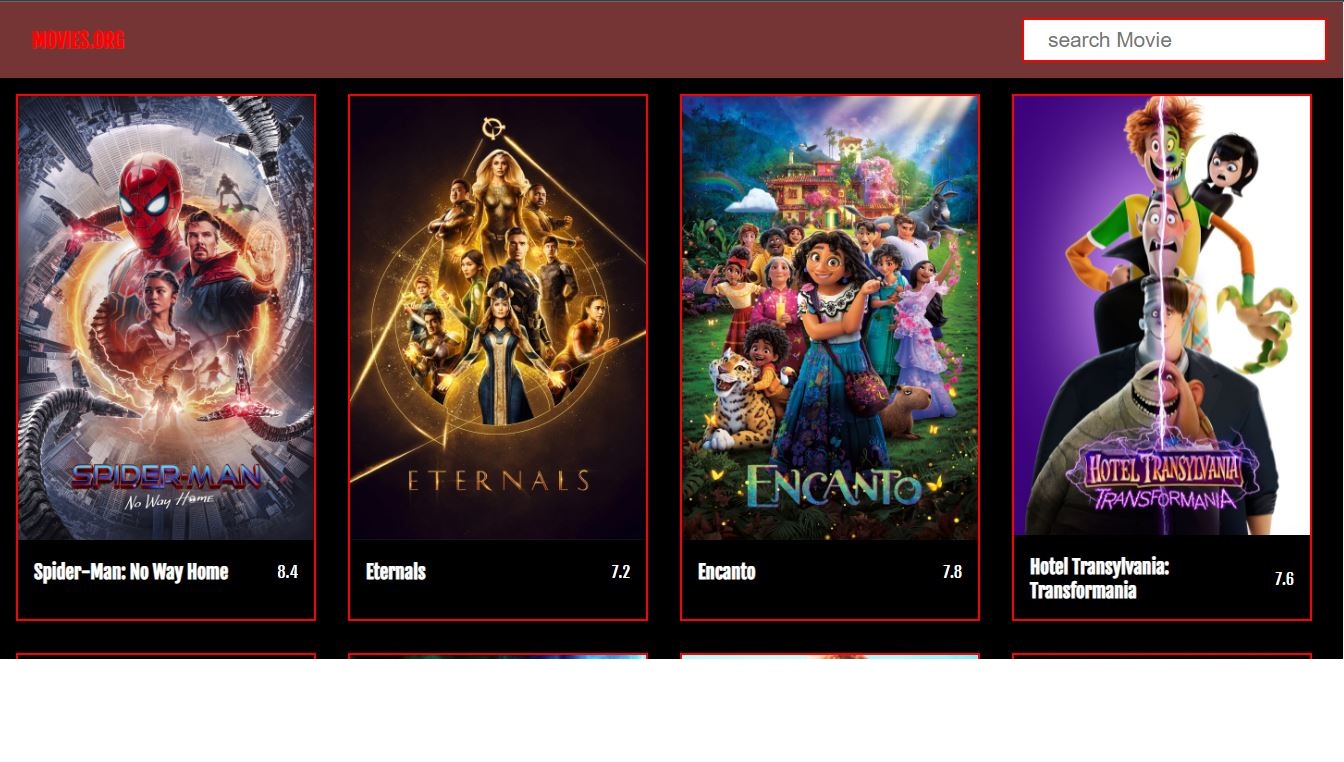 MOVIES.ORG
search Movie
SPIDER-MAN
No Way Home
ETERNALS
ENCANTO
HOTEL TRANSYLVANIA
TRANSFORMANIA
Spider-Man: No Way Home 8.4
Eternals 7.2
Encanto 7.8
Hotel Transylvania:
Transformania 7.6